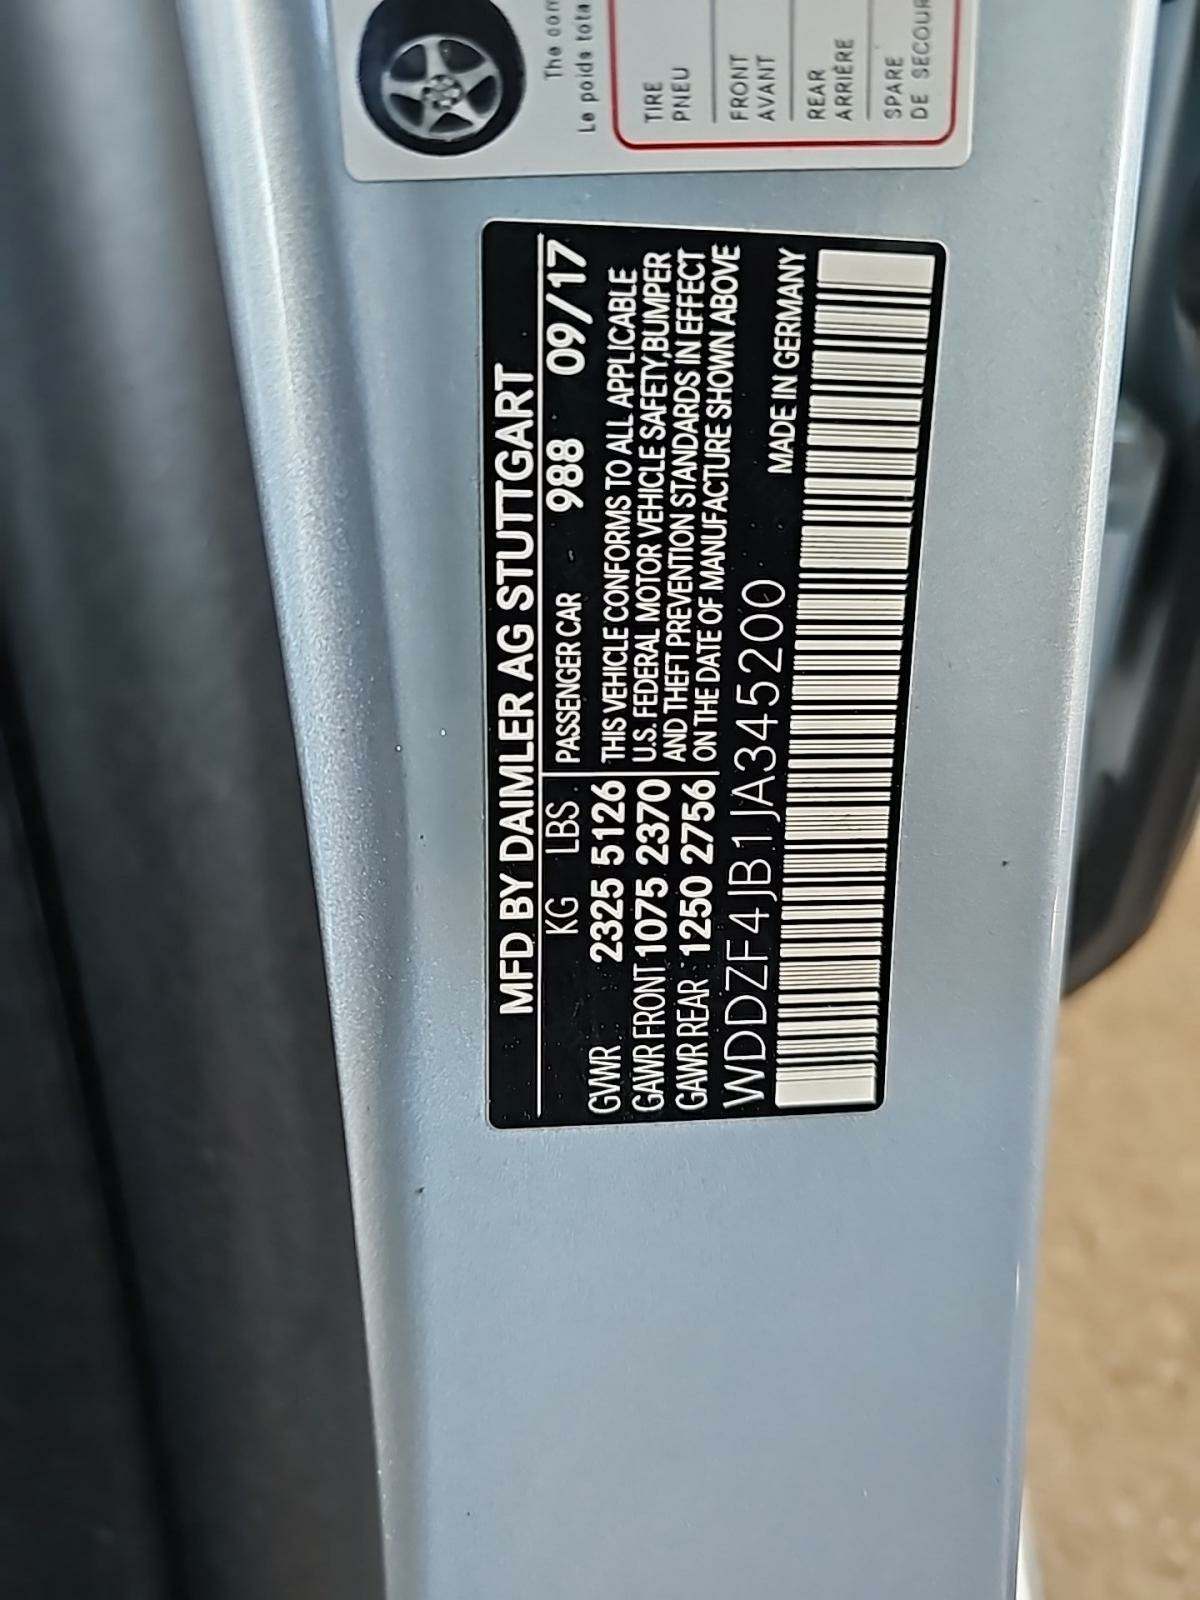 The con
Le poids tota
TIRE
PNEU
FRONT
AVANT
REAR
ARRIÈRE
SPARE
DE SECOUR
MFD BY DAIMLER AG STUTTGART
KG LBS PASSENGER CAR - 988 09/17
GVWR 2325 5126 THIS VEHICLE CONFORMS TO ALL APPLICABLE
GAWR FRONT 1075 2370 U.S. FEDERAL MOTOR VEHICLE SAFETY,BUMPER
GAWR REAR 1250 2756 AND THEFT PREVENTION STANDARDS IN EFFECT
ON THE DATE OF MANUFACTURE SHOWN ABOVE
WDDZF4JB1JA345200 MADE IN GERMANY